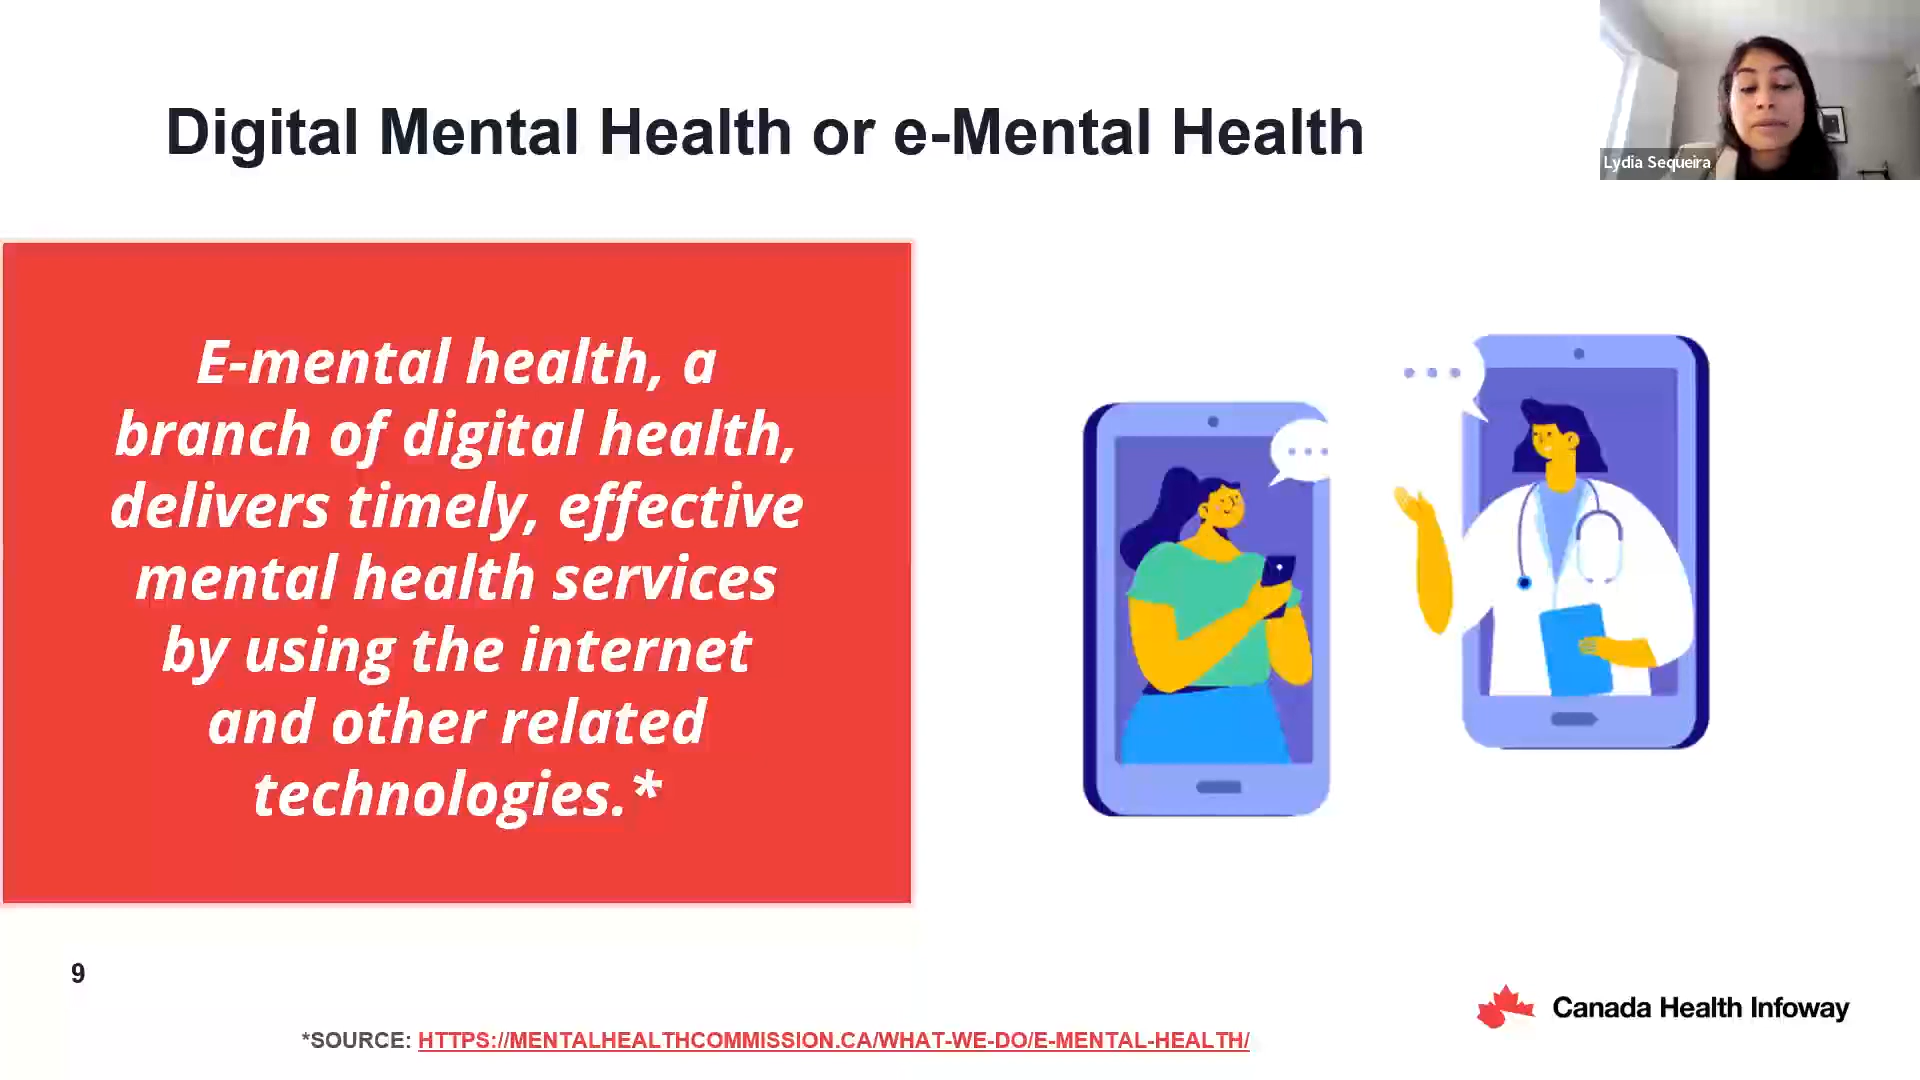 Digital Mental Health or e-Mental Health
Lydia Sequeira
E-mental health, a
branch of digital health,
delivers timely, effective
mental health services
by using the internet
and other related
technologies.*
9
Canada Health Infoway
*SOURCE: HTTPS://MENTALHEALTHCOMMISSION.CA/WHAT-WE-DO/E-MENTAL-HEALTH/